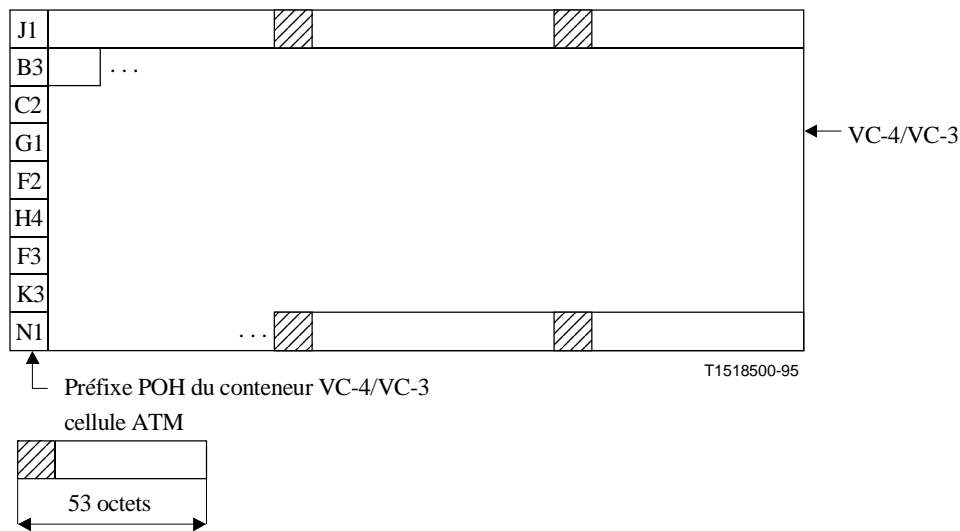 J1
B3 . . .
C2
G1
VC-4/VC-3
F2
H4
F3
K3
N1 . . .
T1518500-95
Préfixe POH du conteneur VC-4/VC-3
cellule ATM
53 octets